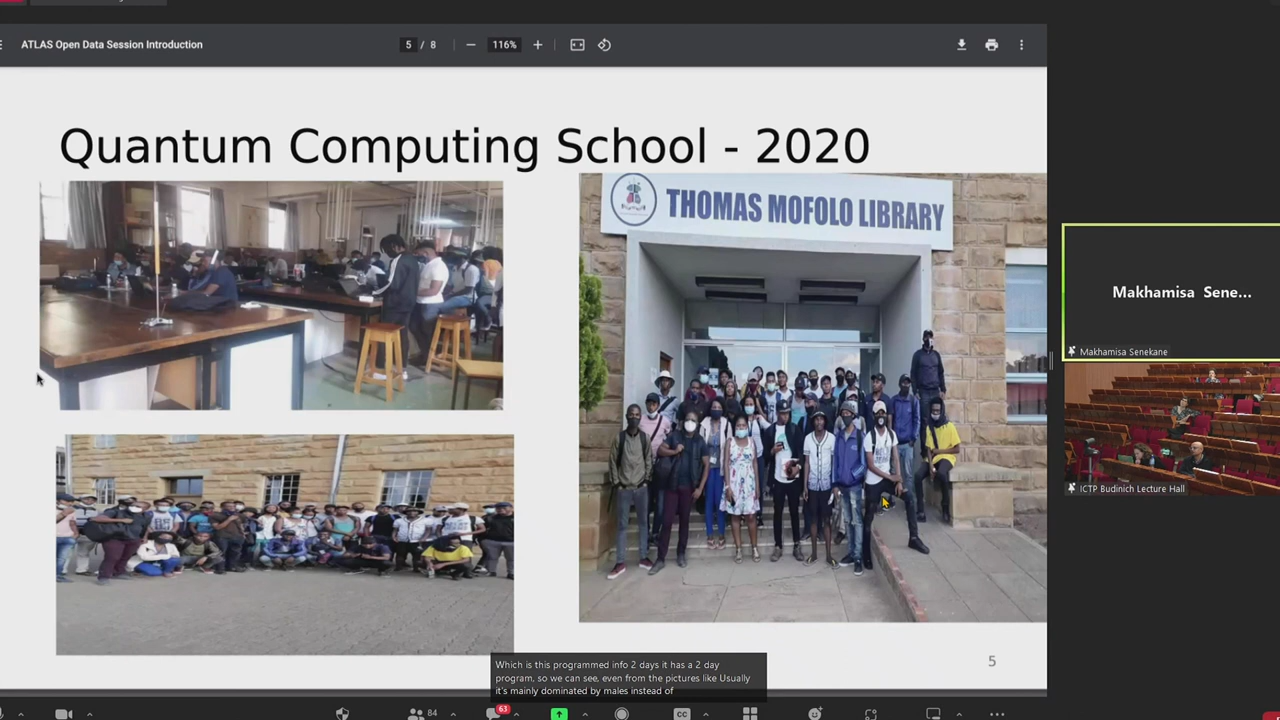 ATLAS Open Data Session Introduction
5 / 8
116%
Quantum Computing School - 2020
THOMAS MOFOLO LIBRARY
Makhamisa Sene...
Makhamisa Senekane
ICTP Budinich Lecture Hall
5
Which is this programmed info 2 days it has a 2 day
program, so we can see, even from the pictures like Usually
it's mainly dominated by males instead of
84
63
CC